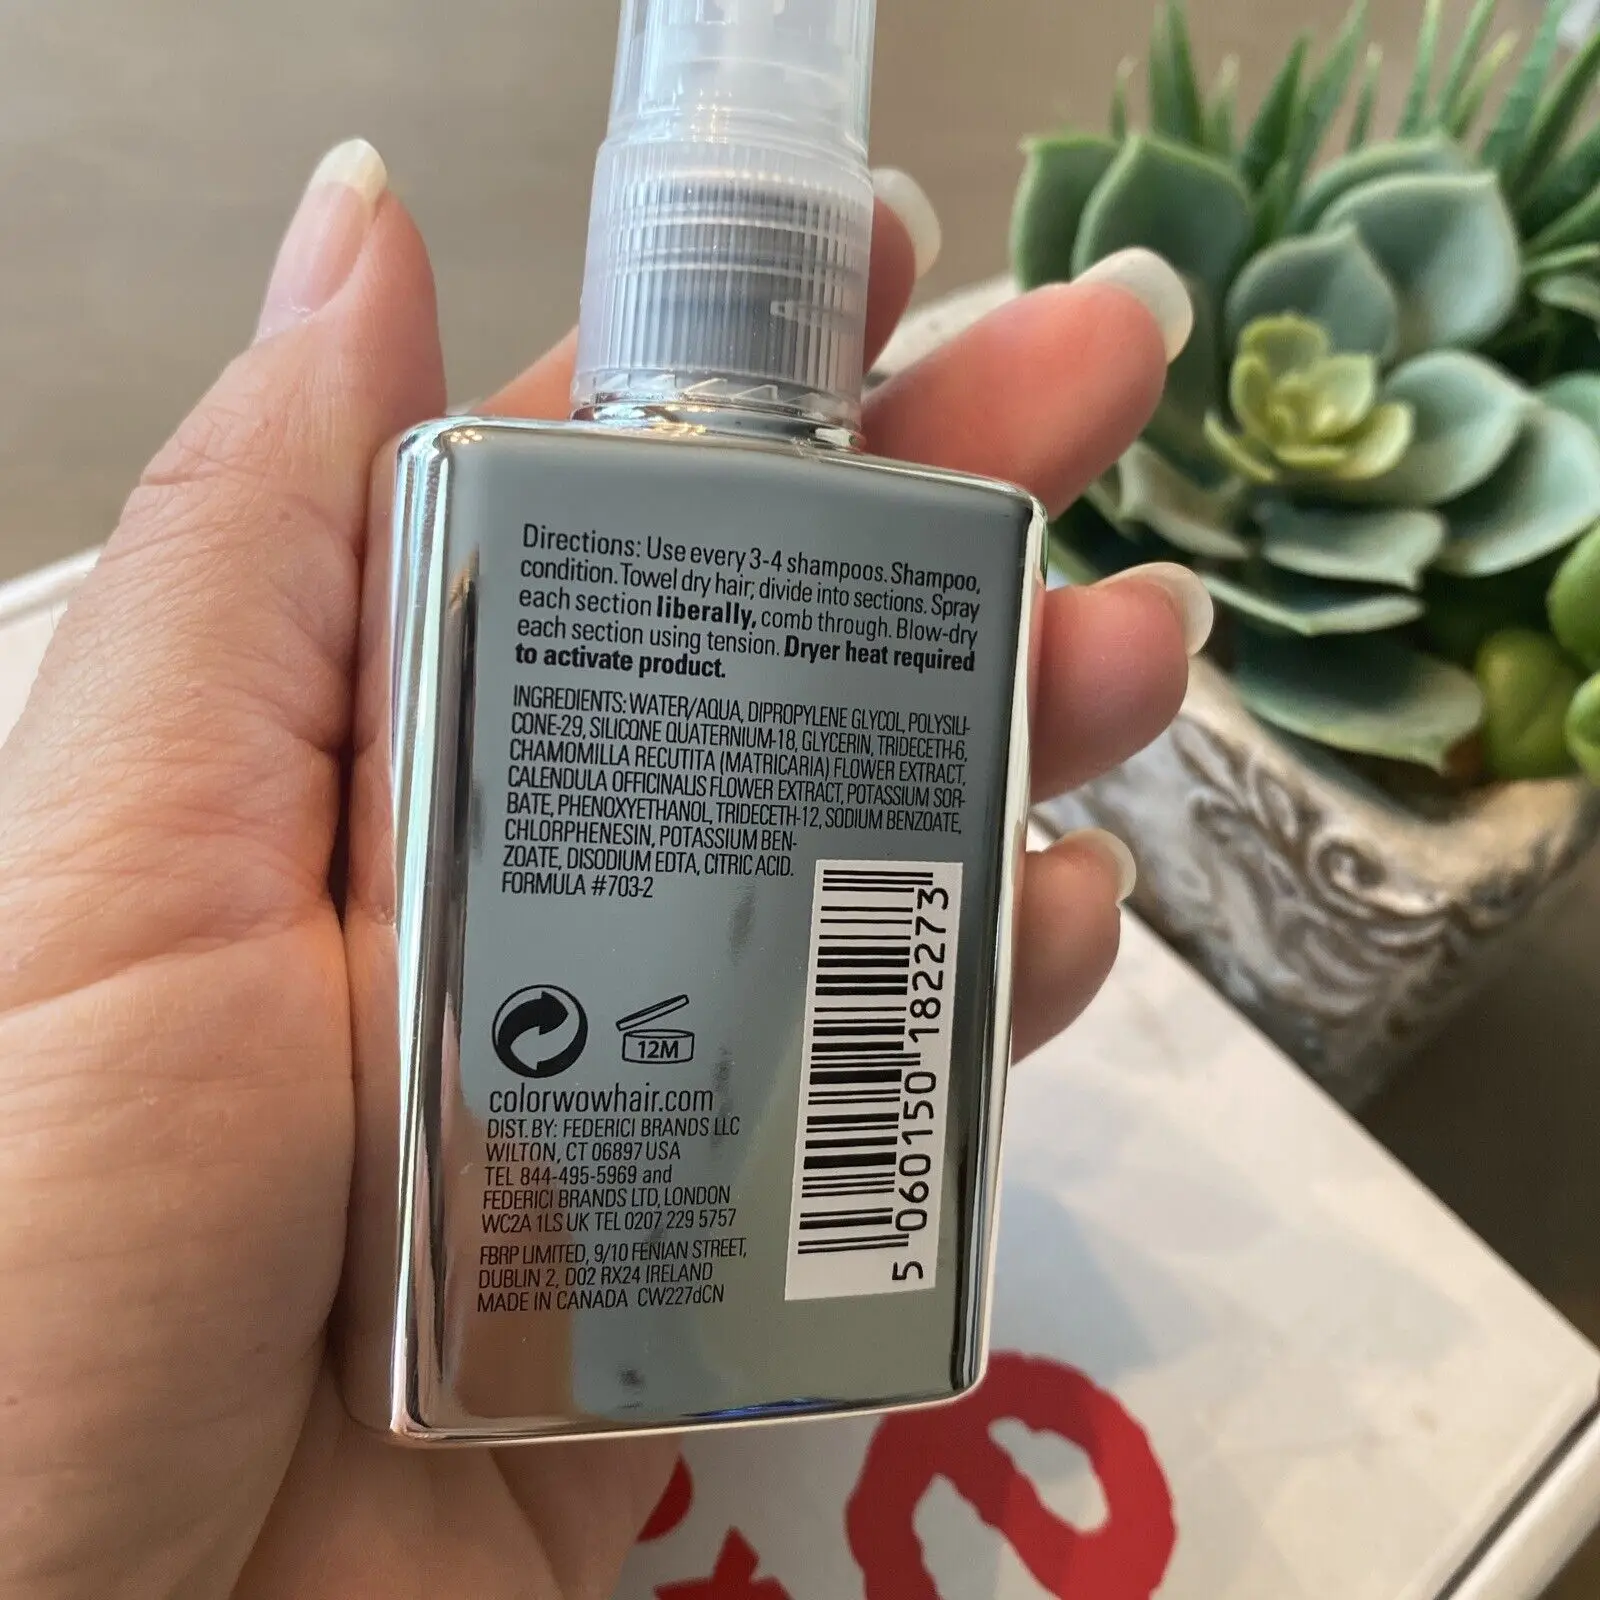 Directions: Use every 3-4 shampoos. Shampoo,
condition. Towel dry hair; divide into sections. Spray
each section liberally, comb through. Blow-dry
each section using tension. Dryer heat required
to activate product.
INGREDIENTS: WATER/AQUA, DIPROPYLENE GLYCOL, POLYSILI-
CONE-29, SILICONE QUATERNIUM-18, GLYCERIN, TRIDECETH-6,
CHAMOMILLA RECUTITA (MATRICARIA) FLOWER EXTRACT,
CALENDULA OFFICINALIS FLOWER EXTRACT, POTASSIUM SOR-
BATE, PHENOXYETHANOL, TRIDECETH-12, SODIUM BENZOATE,
CHLORPHENESIN, POTASSIUM BEN-
ZOATE, DISODIUM EDTA, CITRIC ACID.
FORMULA #703-2
12M
colorwowhair.com
DIST. BY: FEDERICI BRANDS LLC
WILTON, CT 06897 USA
TEL 844-495-5969 and
FEDERICI BRANDS LTD, LONDON
WC2A 1LS UK TEL 0207 229 5757
FBRP LIMITED, 9/10 FENIAN STREET,
DUBLIN 2, D02 RX24 IRELAND
MADE IN CANADA CW227dCN
5 060150 182273